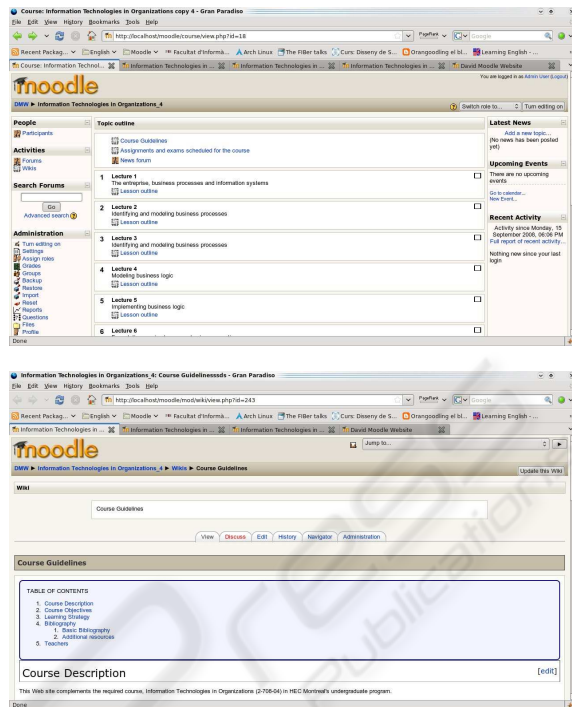 Course: Information Technologies in Organizations copy 4 - Gran Paradiso
File Edit View History Bookmarks Tools Help
http://localhost/moodle/course/view.php?id=18
PageRank
Google
Recent Packag... English Moodle Facultat d'Informà... Arch Linux The FIBer talks Curs: Disseny de S... Orangoodling el bl... Learning English - ...
Course: Information Technol... Information Technologies in ... Information Technologies in ... Information Technologies in ... David Moodle Website
You are logged in as Admin User (Logout)
moodle
DMW ► Information Technologies in Organizations_4
Switch role to... Turn editing on
People
Participants
Activities
Forums
Wikis
Search Forums
Go
Advanced search
Administration
Turn editing on
Settings
Assign roles
Grades
Groups
Backup
Restore
Import
Reset
Reports
Questions
Files
Profile
Topic outline
Course Guidelines
Assignments and exams scheduled for the course
News forum
1 Lecture 1
The entreprise, business processes and information systems
Lesson outline
2 Lecture 2
Identifying and modeling business processes
Lesson outline
3 Lecture 3
Identifying and modeling business processes
Lesson outline
4 Lecture 4
Modeling business logic
Lesson outline
5 Lecture 5
Implementing business logic
Lesson outline
6 Lecture 6
Latest News
Add a new topic...
(No news has been posted yet)
Upcoming Events
There are no upcoming events
Go to calendar...
New Event...
Recent Activity
Activity since Monday, 15 September 2008, 06:06 PM
Full report of recent activity...
Nothing new since your last login
Done
Information Technologies in Organizations_4: Course Guidelinesssds - Gran Paradiso
File Edit View History Bookmarks Tools Help
http://localhost/moodle/mod/wiki/view.php?id=243
PageRank
Google
Recent Packag... English Moodle Facultat d'Informà... Arch Linux The FIBer talks Curs: Disseny de S... Orangoodling el bl... Learning English - ...
Information Technologies in ... Information Technologies in ... Information Technologies in ... David Moodle Website
moodle
Jump to...
DMW ► Information Technologies in Organizations_4 ► Wikis ► Course Guidelines
Update this Wiki
Wiki
Course Guidelines
View Discuss Edit History Navigator Administration
Course Guidelines
TABLE OF CONTENTS
1. Course Description
2. Course Objectives
3. Learning Strategy
4. Bibliography
1. Basic Bibliography
2. Additional resources
5. Teachers
Course Description [edit]
This Web site complements the required course, Information Technologies in Organizations (2-708-04) in HEC Montreal's undergraduate program.
Done